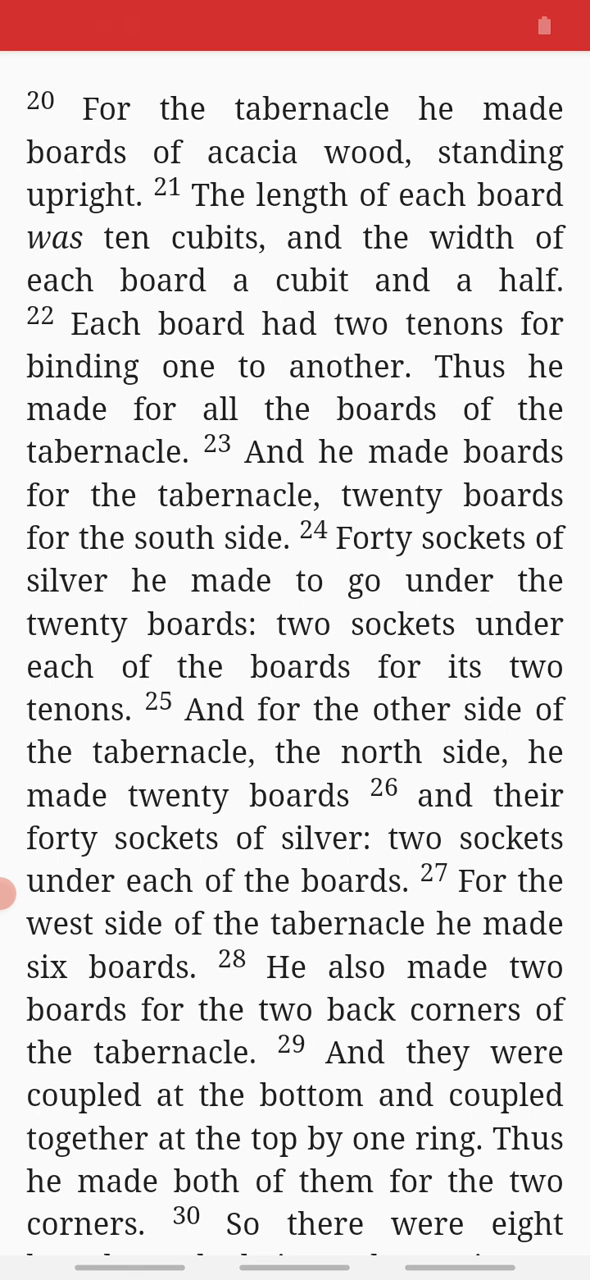 20 For the tabernacle he made
boards of acacia wood, standing
upright. 21 The length of each board
was ten cubits, and the width of
each board a cubit and a half.
22 Each board had two tenons for
binding one to another. Thus he
made for all the boards of the
tabernacle. 23 And he made boards
for the tabernacle, twenty boards
for the south side. 24 Forty sockets of
silver he made to go under the
twenty boards: two sockets under
each of the boards for its two
tenons. 25 And for the other side of
the tabernacle, the north side, he
made twenty boards 26 and their
forty sockets of silver: two sockets
under each of the boards. 27 For the
west side of the tabernacle he made
six boards. 28 He also made two
boards for the two back corners of
the tabernacle. 29 And they were
coupled at the bottom and coupled
together at the top by one ring. Thus
he made both of them for the two
corners. 30 So there were eight